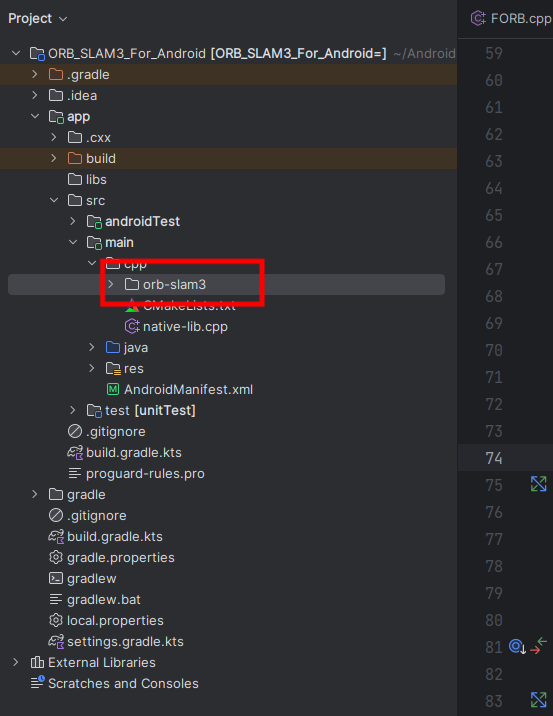 Project
FORB.cpp
ORB_SLAM3_For_Android [ORB_SLAM3_For_Android=] ~/Android
.gradle
.idea
app
.cxx
build
libs
src
androidTest
main
cpp
orb-slam3
CMakeLists.txt
native-lib.cpp
java
res
AndroidManifest.xml
test [unitTest]
.gitignore
build.gradle.kts
proguard-rules.pro
gradle
.gitignore
build.gradle.kts
gradle.properties
gradlew
gradlew.bat
local.properties
settings.gradle.kts
External Libraries
Scratches and Consoles
59
60
61
62
63
64
65
66
67
68
69
70
71
72
73
74
75
76
77
78
79
80
81
82
83